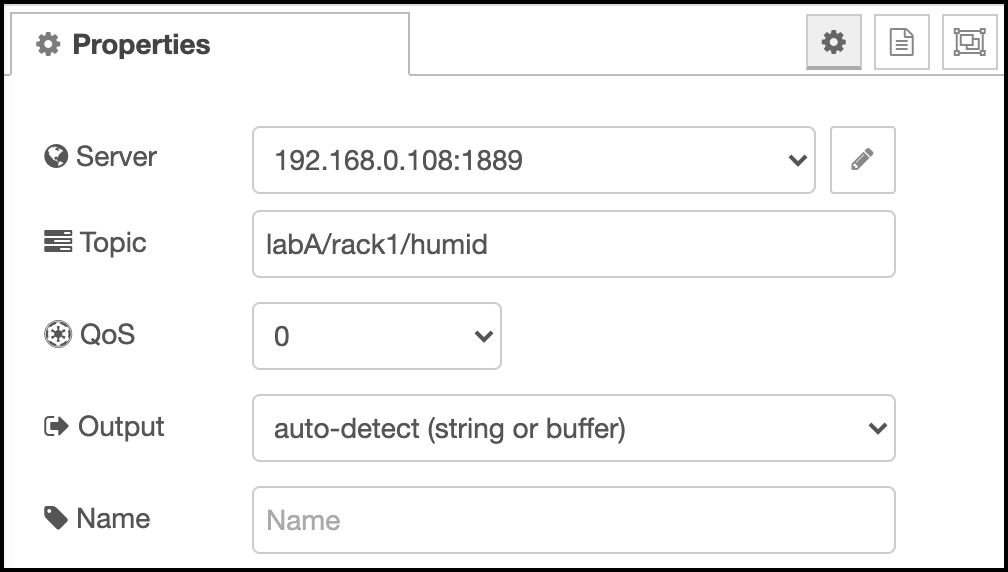 Properties
Server
192.168.0.108:1889
Topic
labA/rack1/humid
QoS
0
Output
auto-detect (string or buffer)
Name
Name